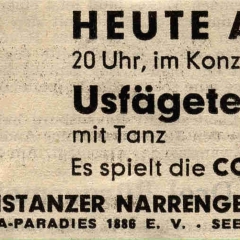 HEUTE A
20 Uhr, im Konz
Usfägete
mit Tanz
Es spielt die CO
NSTANZER NARRENGE
A-PARADIES 1886 E. V. - SEE